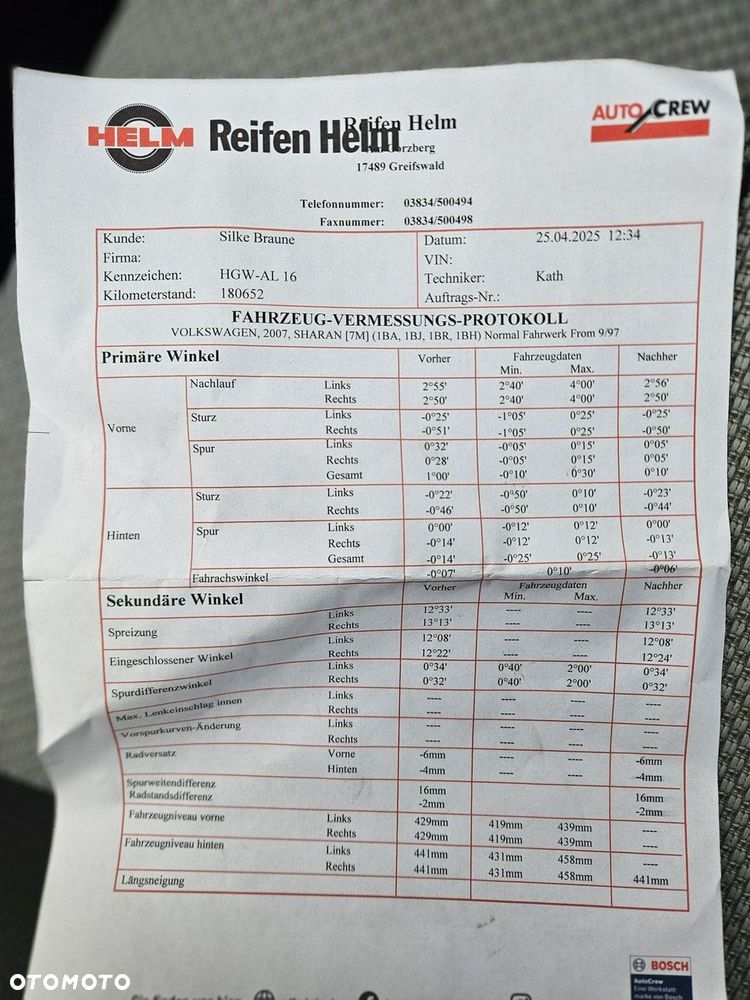 HELM Reifen Helm
Reifen Helm
17489 Greifswald
AUTO CREW
Telefonnummer: 03834/500494
Faxnummer: 03834/500498
Kunde: Silke Braune Datum: 25.04.2025 12:34
Firma: VIN:
Kennzeichen: HGW-AL 16 Techniker: Kath
Kilometerstand: 180652 Auftrags-Nr.:
FAHRZEUG-VERMESSUNGS-PROTOKOLL
VOLKSWAGEN, 2007, SHARAN [7M] (1BA, 1BJ, 1BR, 1BH) Normal Fahrwerk From 9/97
Primäre Winkel Vorher Fahrzeugdaten Nachher
Min. Max.
Vorne
Nachlauf Links 2°55' 2°40' 4°00' 2°56'
Rechts 2°50' 2°40' 4°00' 2°50'
Sturz Links -0°25' -1°05' 0°25' -0°25'
Rechts -0°51' -1°05' 0°25' -0°50'
Spur Links 0°32' -0°05' 0°15' 0°05'
Rechts 0°28' -0°05' 0°15' 0°05'
Gesamt 1°00' -0°10' 0°30' 0°10'
Hinten
Sturz Links -0°22' -0°50' 0°10' -0°23'
Rechts -0°46' -0°50' 0°10' -0°44'
Spur Links 0°00' -0°12' 0°12' 0°00'
Rechts -0°14' -0°12' 0°12' -0°13'
Gesamt -0°14' -0°25' 0°25' -0°13'
Fahrachswinkel -0°07' 0°10' -0°06'
Sekundäre Winkel Vorher Fahrzeugdaten Nachher
Min. Max.
Spreizung Links 12°33' ---- ---- 12°33'
Rechts 13°13' ---- ---- 13°13'
Eingeschlossener Winkel Links 12°08' ---- ---- 12°08'
Rechts 12°22' ---- ---- 12°24'
Spurdifferenzwinkel Links 0°34' 0°40' 2°00' 0°34'
Rechts 0°32' 0°40' 2°00' 0°32'
Max. Lenkeinschlag innen Links ---- ---- ---- ----
Rechts ---- ---- ---- ----
Vorspurkurven-Änderung Links ---- ---- ---- ----
Rechts ---- ---- ---- ----
Radversatz Vorne -6mm ---- ---- -6mm
Hinten -4mm ---- ---- -4mm
Spurweitendifferenz 16mm 16mm
Radstandsdifferenz -2mm -2mm
Fahrzeugniveau vorne Links 429mm 419mm 439mm ----
Rechts 429mm 419mm 439mm
Fahrzeugniveau hinten Links 441mm 431mm 458mm ----
Rechts 441mm 431mm 458mm 441mm
Längsneigung
BOSCH
AutoCrew
Eine Werkstatt-
marke von Bosch
OTOMOTO